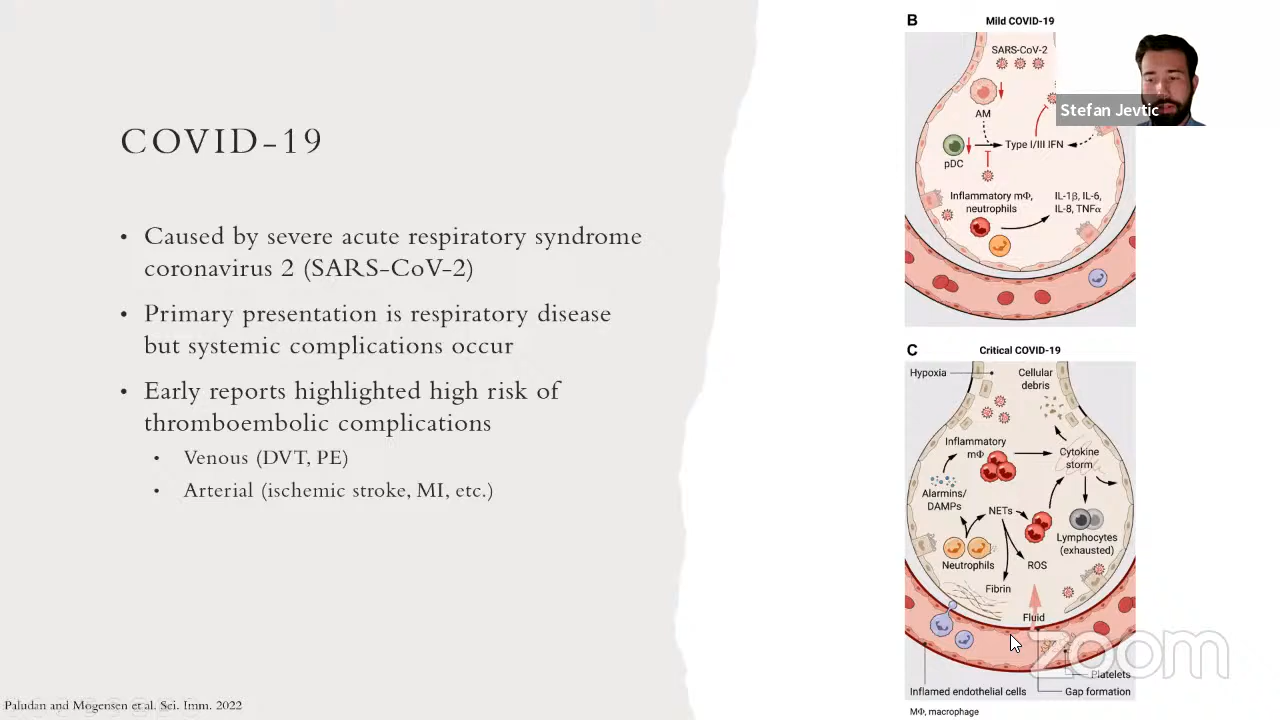 COVID-19
• Caused by severe acute respiratory syndrome
coronavirus 2 (SARS-CoV-2)
• Primary presentation is respiratory disease
but systemic complications occur
• Early reports highlighted high risk of
thromboembolic complications
• Venous (DVT, PE)
• Arterial (ischemic stroke, MI, etc.)
Paludan and Mogensen et al. Sci. Imm. 2022
B
Mild COVID-19
SARS-CoV-2
AM
Type I/III IFN
pDC
Inflammatory mΦ,
neutrophils
IL-1β, IL-6,
IL-8, TNFα
Stefan Jevtic
C
Critical COVID-19
Hypoxia
Cellular
debris
Inflammatory
mΦ
Cytokine
storm
Alarmins/
DAMPs
NETs
Lymphocytes
(exhausted)
Neutrophils
ROS
Fibrin
Fluid
Platelets
Inflamed endothelial cells
Gap formation
MΦ, macrophage
zoom